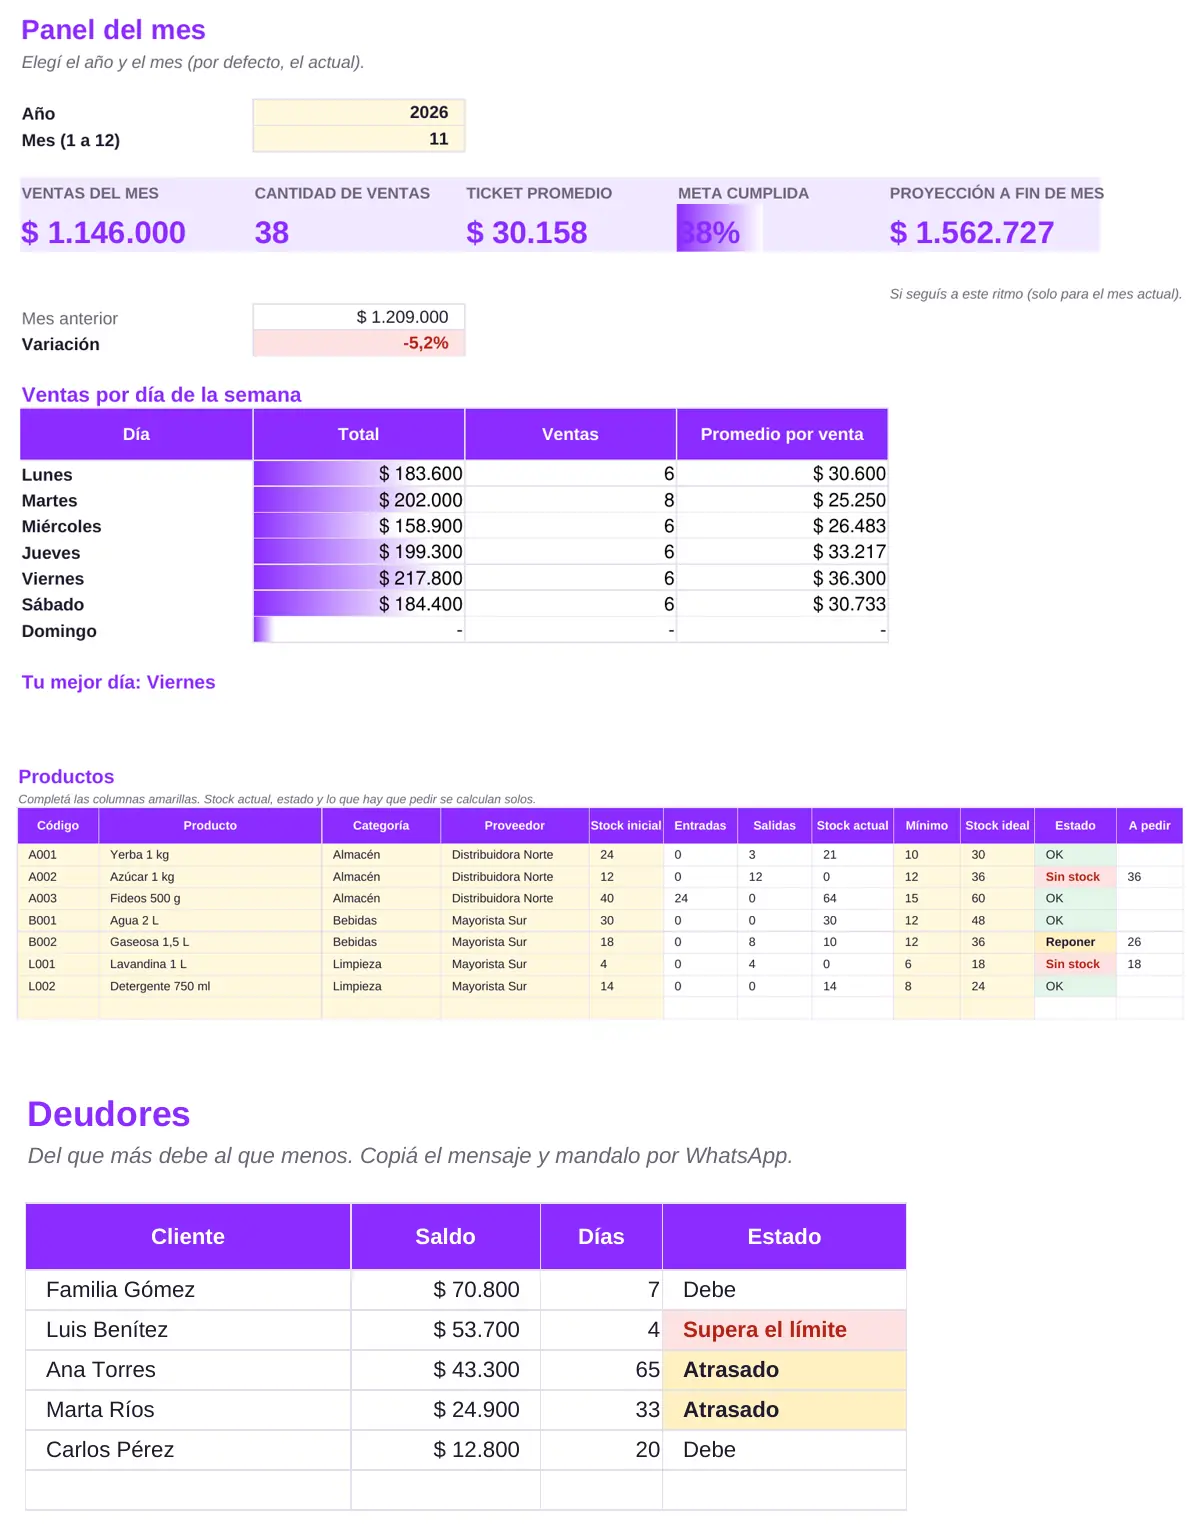 Panel del mes
Elegí el año y el mes (por defecto, el actual).
Año 2026
Mes (1 a 12) 11
VENTAS DEL MES CANTIDAD DE VENTAS TICKET PROMEDIO META CUMPLIDA PROYECCIÓN A FIN DE MES
$ 1.146.000 38 $ 30.158 38% $ 1.562.727
Si seguís a este ritmo (solo para el mes actual).
Mes anterior $ 1.209.000
Variación -5,2%
Ventas por día de la semana
Día Total Ventas Promedio por venta
Lunes $ 183.600 6 $ 30.600
Martes $ 202.000 8 $ 25.250
Miércoles $ 158.900 6 $ 26.483
Jueves $ 199.300 6 $ 33.217
Viernes $ 217.800 6 $ 36.300
Sábado $ 184.400 6 $ 30.733
Domingo - - -
Tu mejor día: Viernes
Productos
Completá las columnas amarillas. Stock actual, estado y lo que hay que pedir se calculan solos.
Código Producto Categoría Proveedor Stock inicial Entradas Salidas Stock actual Mínimo Stock ideal Estado A pedir
A001 Yerba 1 kg Almacén Distribuidora Norte 24 0 3 21 10 30 OK
A002 Azúcar 1 kg Almacén Distribuidora Norte 12 0 12 0 12 36 Sin stock 36
A003 Fideos 500 g Almacén Distribuidora Norte 40 24 0 64 15 60 OK
B001 Agua 2 L Bebidas Mayorista Sur 30 0 0 30 12 48 OK
B002 Gaseosa 1,5 L Bebidas Mayorista Sur 18 0 8 10 12 36 Reponer 26
L001 Lavandina 1 L Limpieza Mayorista Sur 4 0 4 0 6 18 Sin stock 18
L002 Detergente 750 ml Limpieza Mayorista Sur 14 0 0 14 8 24 OK
Deudores
Del que más debe al que menos. Copiá el mensaje y mandalo por WhatsApp.
Cliente Saldo Días Estado
Familia Gómez $ 70.800 7 Debe
Luis Benítez $ 53.700 4 Supera el límite
Ana Torres $ 43.300 65 Atrasado
Marta Ríos $ 24.900 33 Atrasado
Carlos Pérez $ 12.800 20 Debe